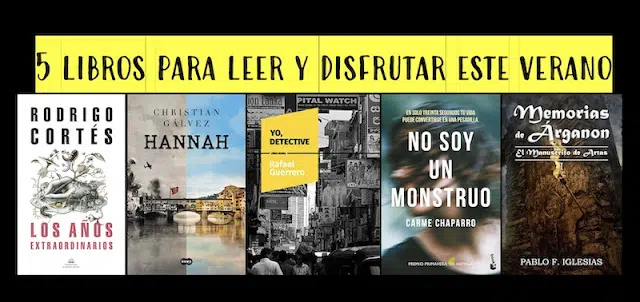 5 LIBROS PARA LEER Y DISFRUTAR ESTE VERANO
RODRIGO
CORTÉS
LOS AÑOS
EXTRAORDINARIOS
CHRISTIAN
GÁLVEZ
HANNAH
PITAL WATCH
YO,
DETECTIVE
Rafael
Guerrero
EN SOLO TREINTA SEGUNDOS TU VIDA
PUEDE CONVERTIRSE EN UNA PESADILLA.
NO SOY
UN
MONSTRUO
CARME CHAPARRO
PREMIO PRIMAVERA
Memorias
de Arganon
El Manuscrito de Artas
PABLO F. IGLESIAS